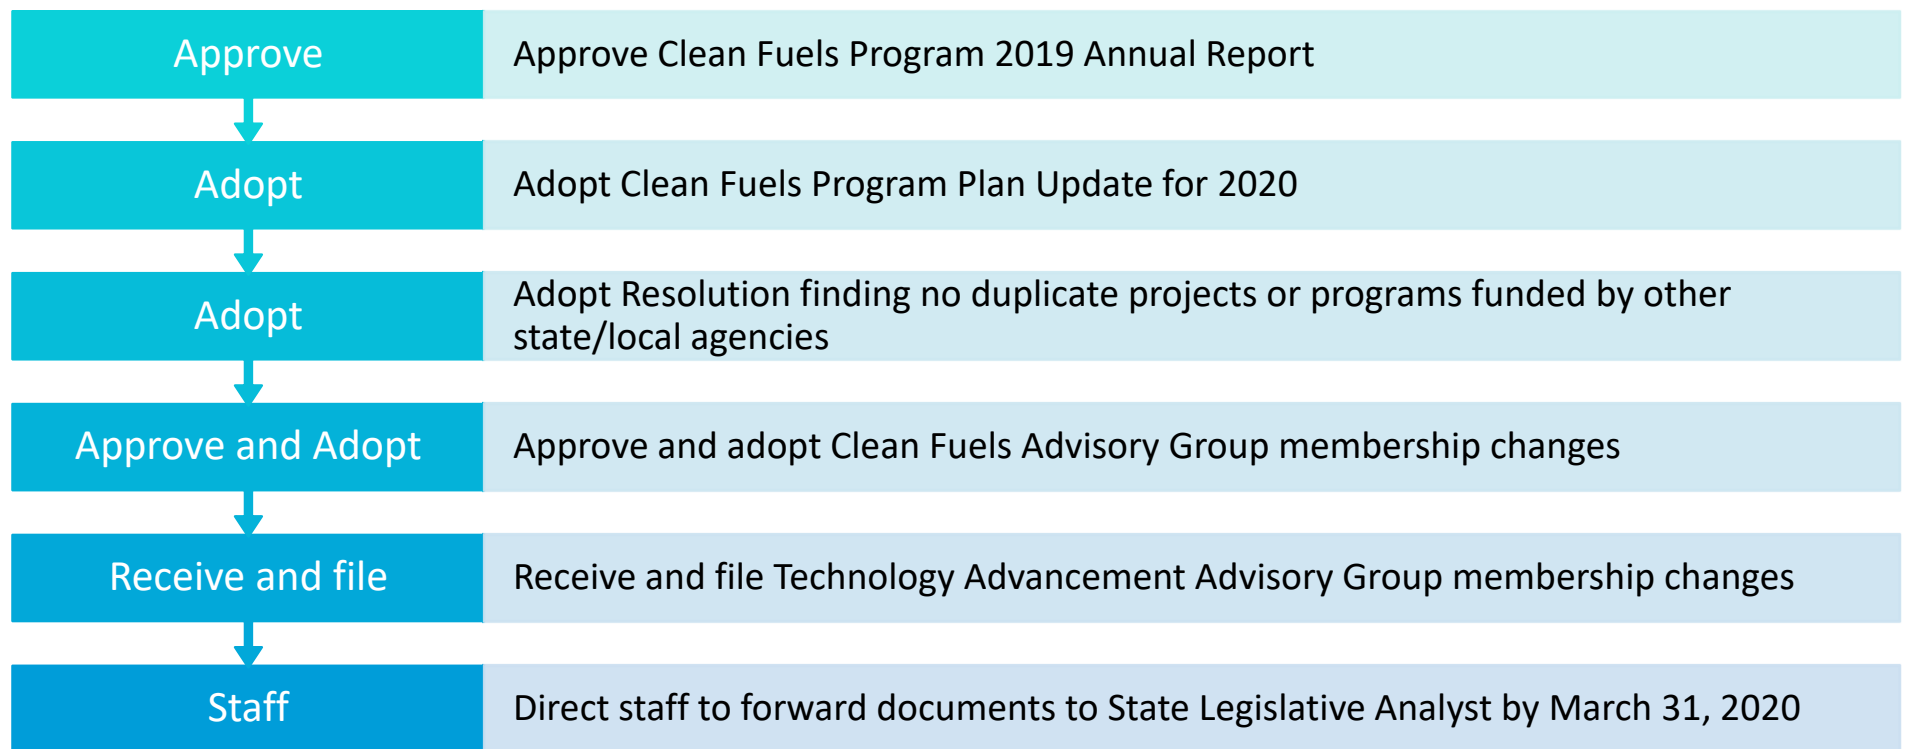 Approve
Approve Clean Fuels Program 2019 Annual Report
Adopt
Adopt Clean Fuels Program Plan Update for 2020
Adopt
Adopt Resolution finding no duplicate projects or programs funded by other
state/local agencies
Approve and Adopt
Approve and adopt Clean Fuels Advisory Group membership changes
Receive and file
Receive and file Technology Advancement Advisory Group membership changes
Staff
Direct staff to forward documents to State Legislative Analyst by March 31, 2020